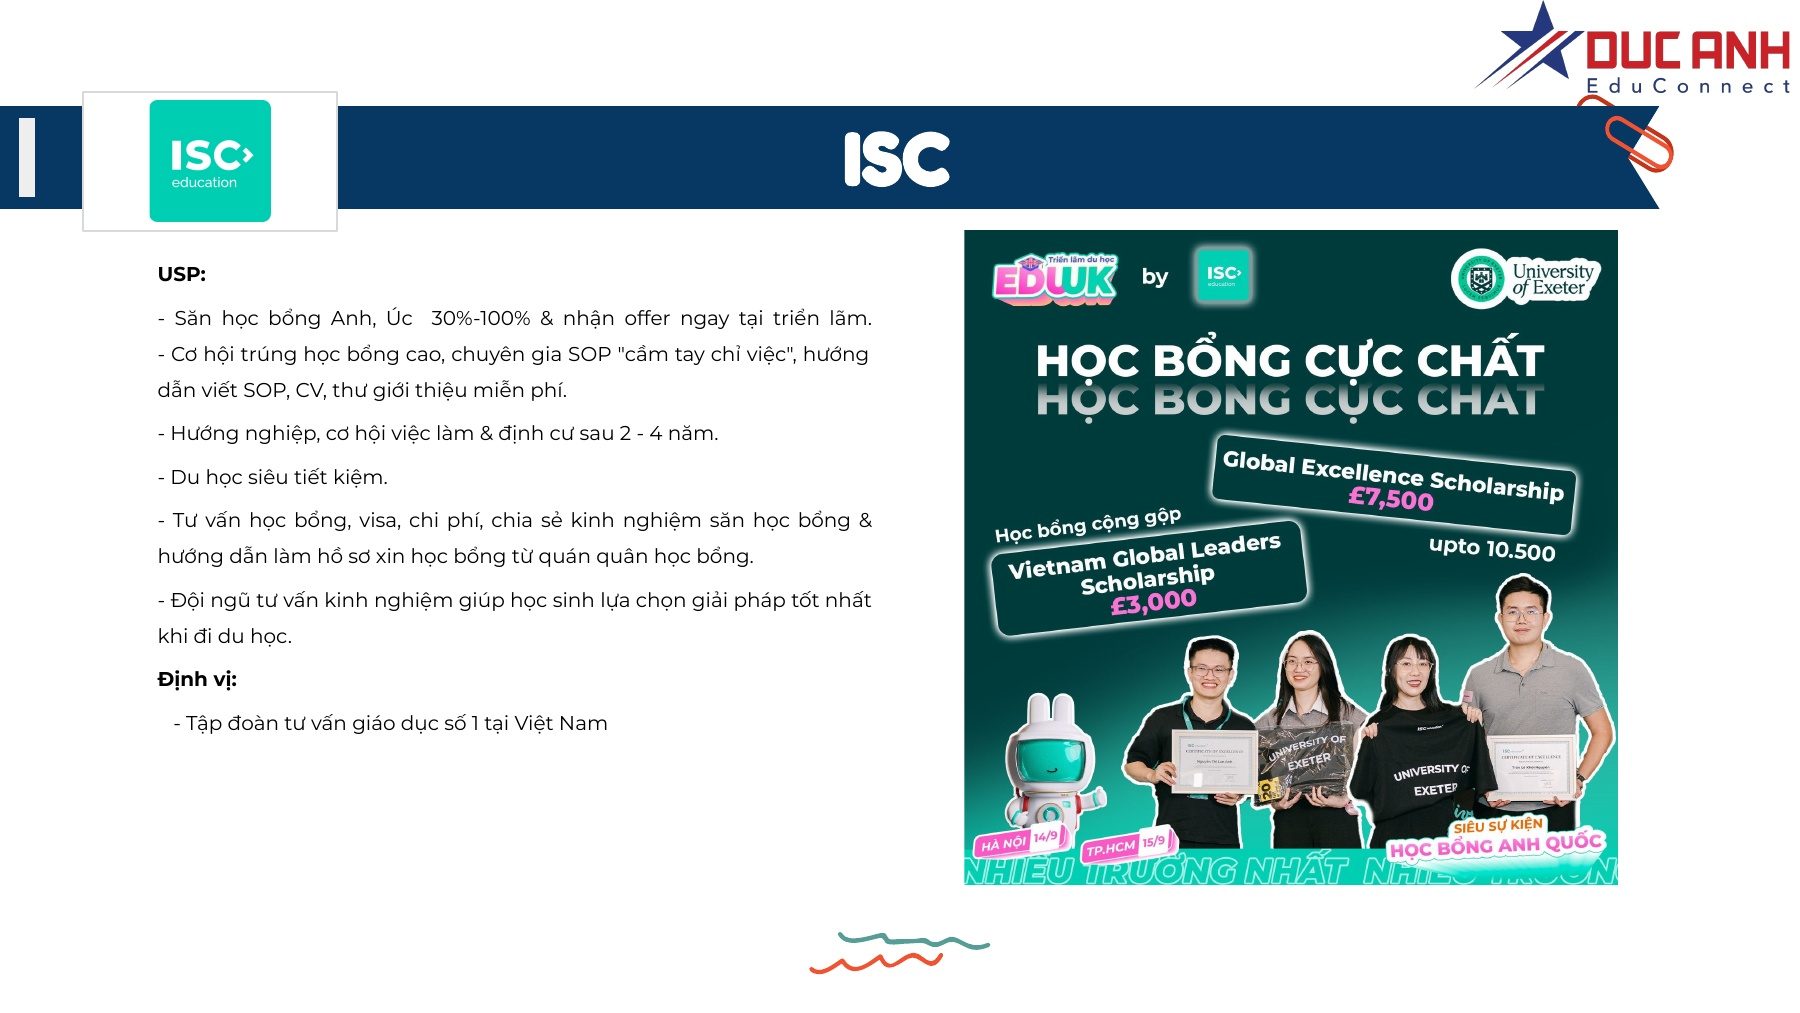 DUC ANH
EduConnect
ISC
education
ISC
USP:
- Săn học bổng Anh, Úc 30%-100% & nhận offer ngay tại triển lãm.
- Cơ hội trúng học bổng cao, chuyên gia SOP "cầm tay chỉ việc", hướng
dẫn viết SOP, CV, thư giới thiệu miễn phí.
- Hướng nghiệp, cơ hội việc làm & định cư sau 2 - 4 năm.
- Du học siêu tiết kiệm.
- Tư vấn học bổng, visa, chi phí, chia sẻ kinh nghiệm săn học bổng &
hướng dẫn làm hồ sơ xin học bổng từ quán quân học bổng.
- Đội ngũ tư vấn kinh nghiệm giúp học sinh lựa chọn giải pháp tốt nhất
khi đi du học.
Định vị:
- Tập đoàn tư vấn giáo dục số 1 tại Việt Nam
Triển lãm du học
EDUUK
by
ISC
education
University
of Exeter
HỌC BỔNG CỰC CHẤT
HỌC BỔNG CỰC CHẤT
Global Excellence Scholarship
£7,500
Học bổng cộng gộp
upto 10.500
Vietnam Global Leaders
Scholarship
£3,000
CERTIFICATE OF EXCELLENCE
UNIVERSITY OF
EXETER
UNIVERSITY OF
EXETER
CERTIFICATE OF EXCELLENCE
HÀ NỘI 14/9
TP.HCM 15/9
SIÊU SỰ KIỆN
HỌC BỔNG ANH QUỐC
NHIỀU TRƯỜNG NHẤT NHIỀU TRƯỜNG